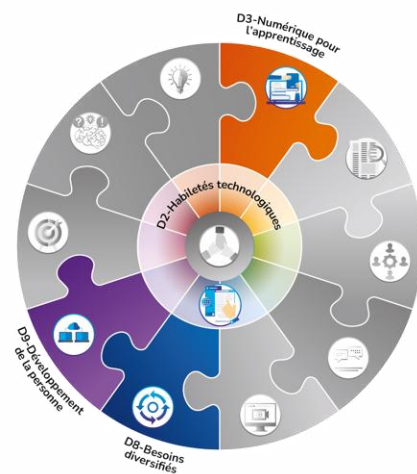 D3-Numérique pour
l'apprentissage
D2-Habiletés technologiques
D9-Développement
de la personne
D8-Besoins
diversifiés